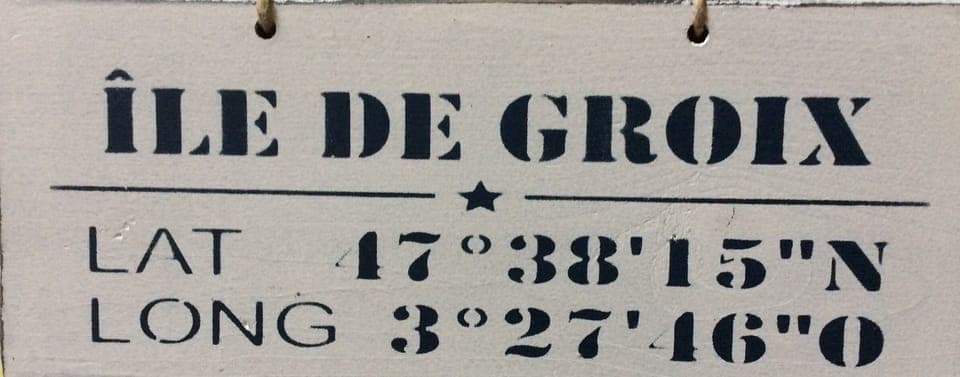 ÎLE DE GROIX
LAT 47°38'15"N
LONG 3°27'46"O